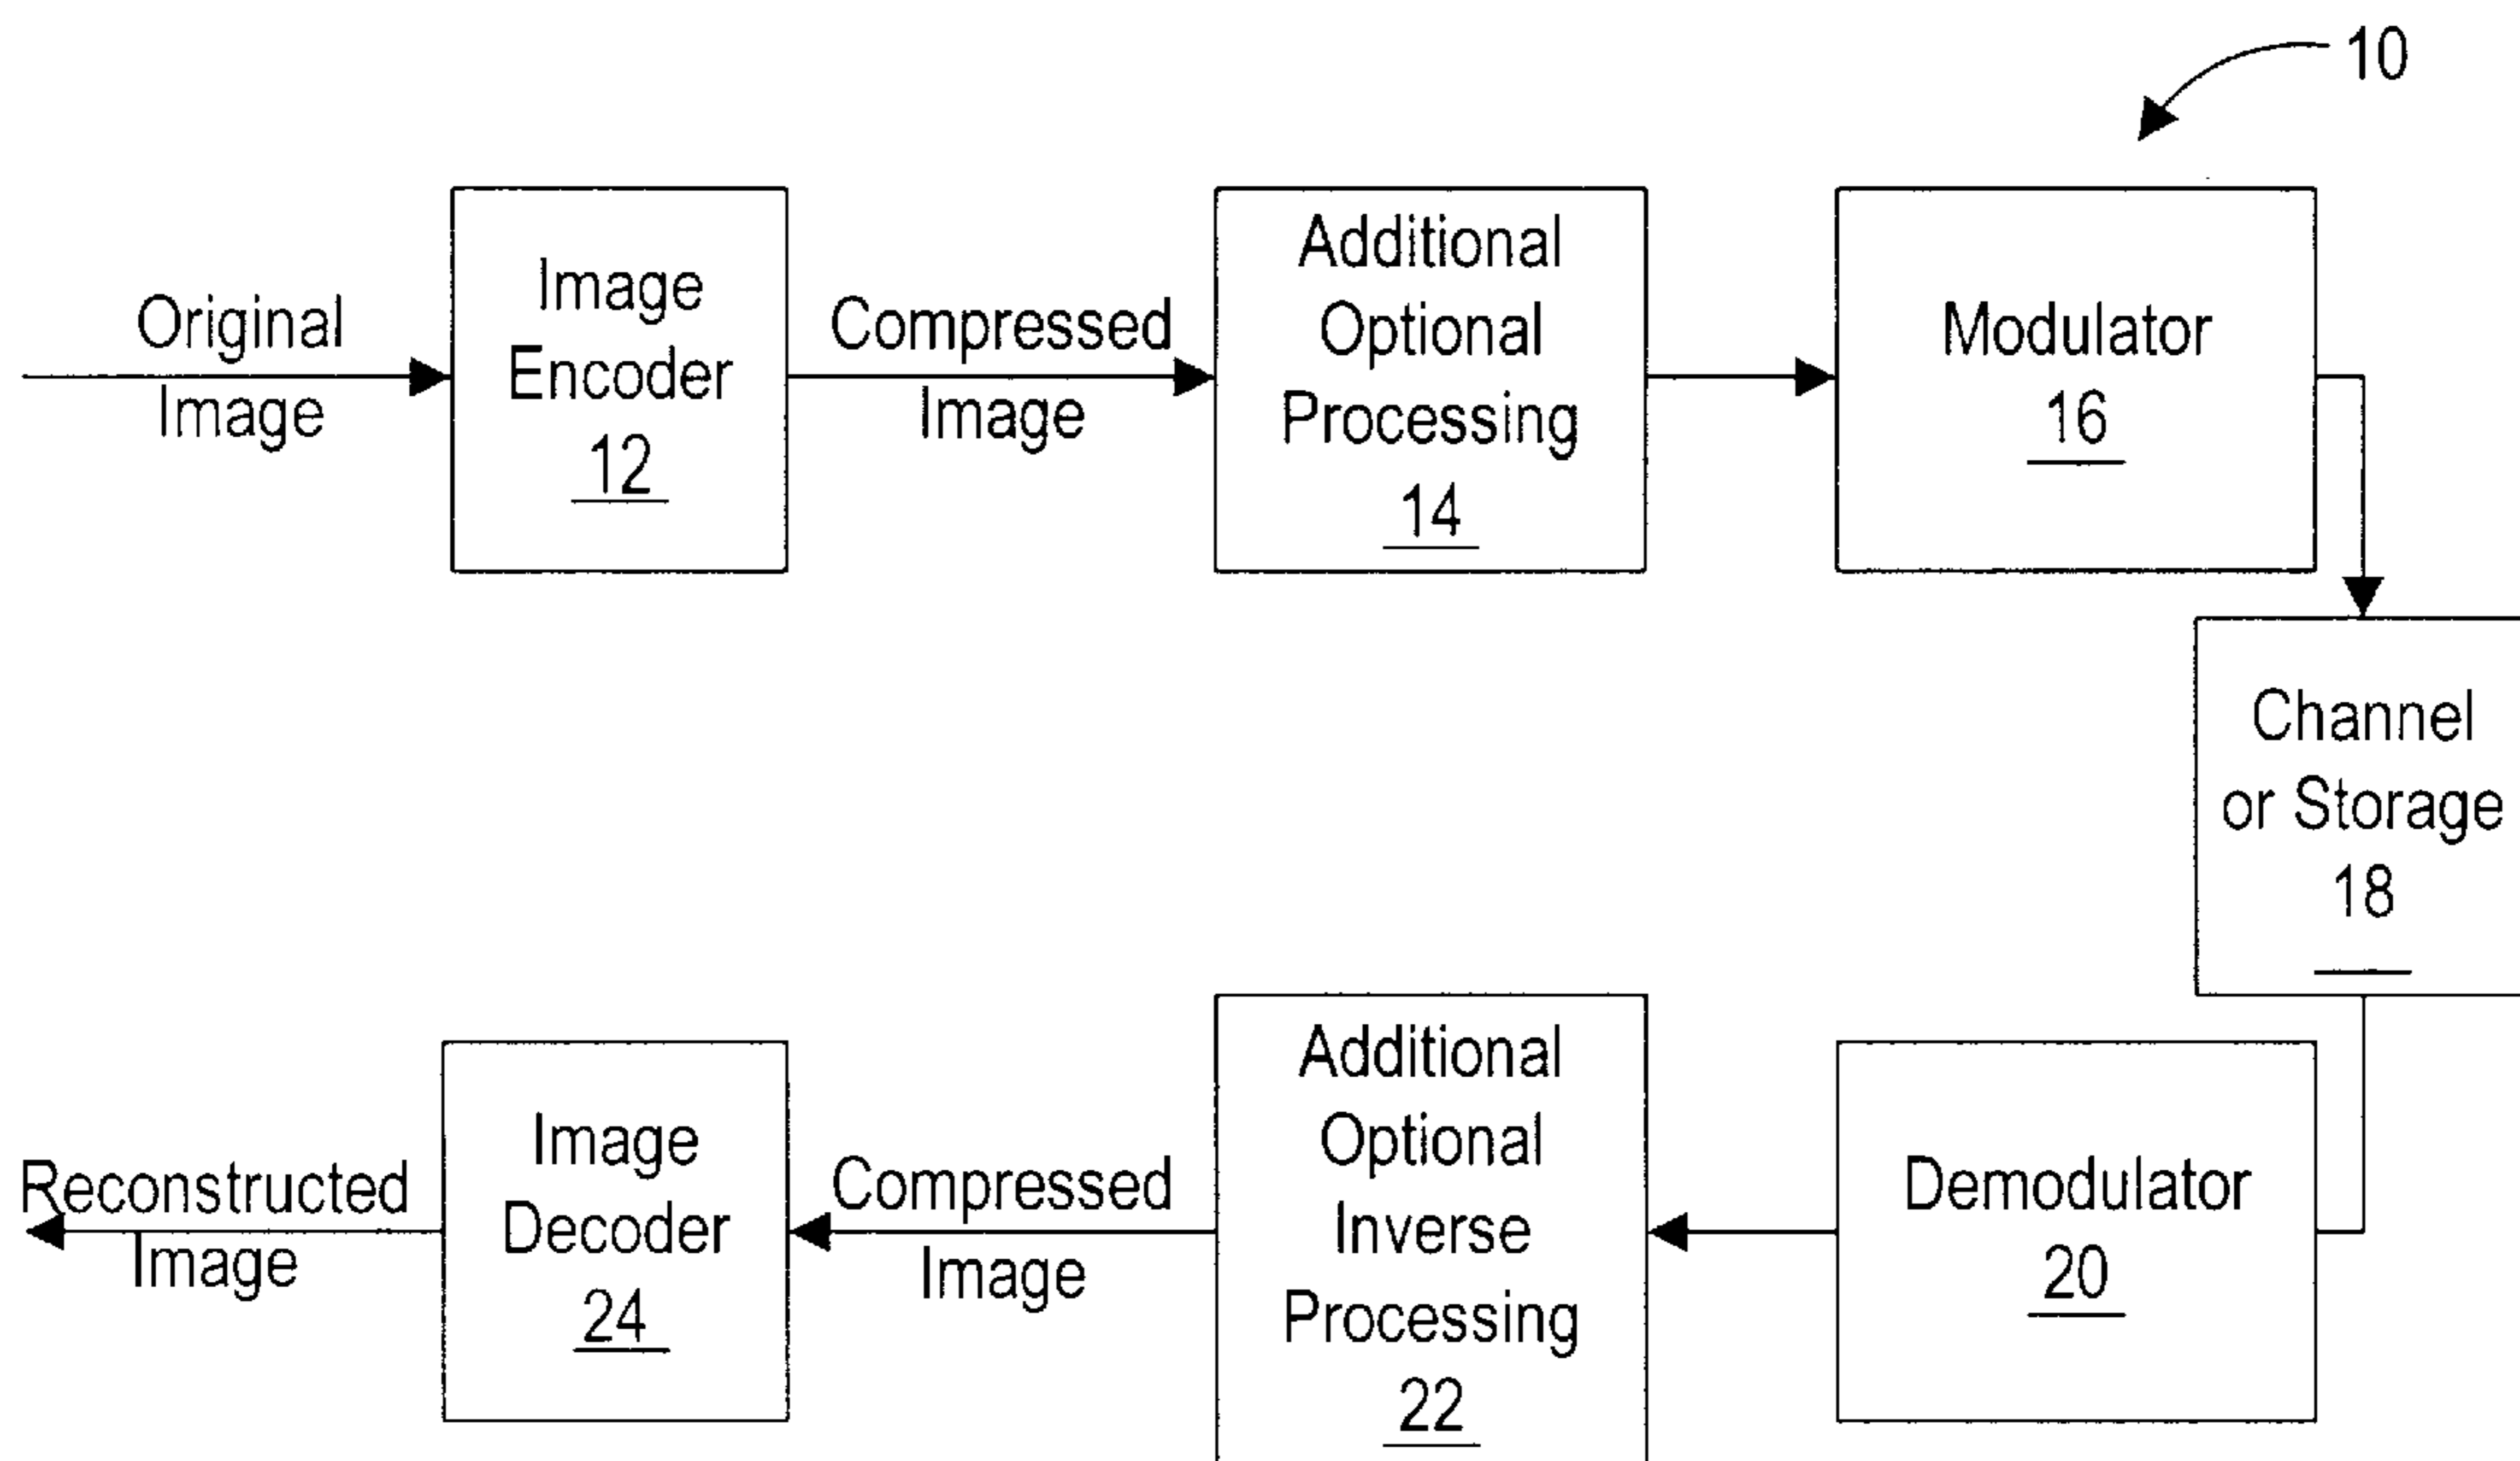 10
Original
Image
Image
Encoder
12
Compressed
Image
Additional
Optional
Processing
14
Modulator
16
Channel
or Storage
18
Demodulator
20
Additional
Optional
Inverse
Processing
22
Compressed
Image
Image
Decoder
24
Reconstructed
Image